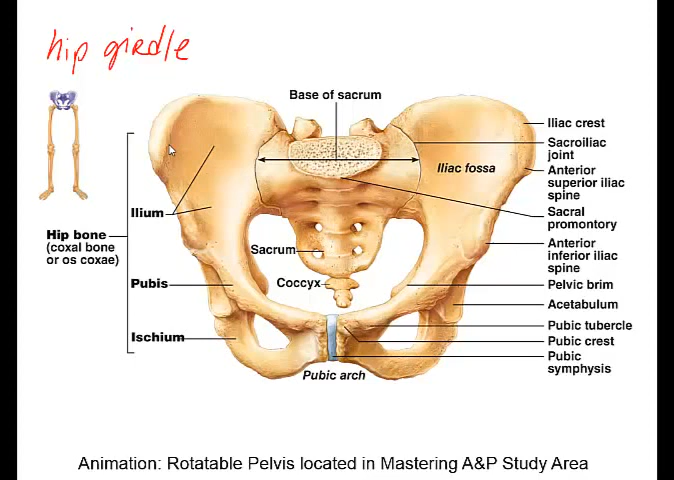 hip girdle
Base of sacrum
Iliac crest
Sacroiliac
joint
Iliac fossa
Anterior
superior iliac
spine
Ilium
Sacral
promontory
Hip bone
(coxal bone
or os coxae)
Sacrum
Anterior
inferior iliac
spine
Pubis
Coccyx
Pelvic brim
Acetabulum
Ischium
Pubic tubercle
Pubic crest
Pubic
symphysis
Pubic arch
Animation: Rotatable Pelvis located in Mastering A&P Study Area